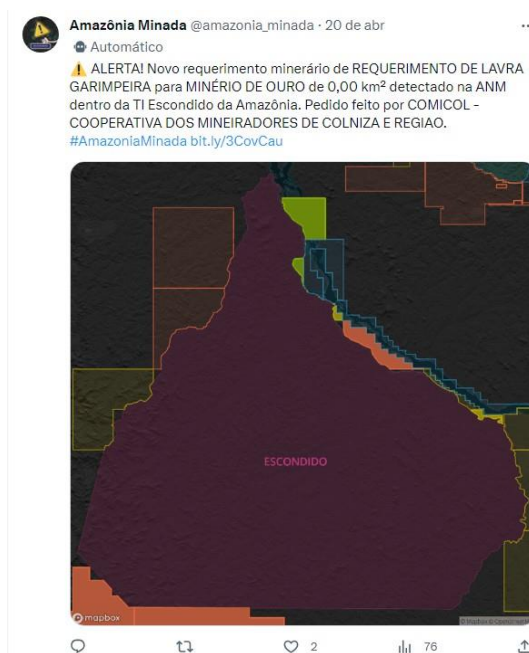 Amazônia Minada @amazonia_minada · 20 de abr
Automático
ALERTA! Novo requerimento minerário de REQUERIMENTO DE LAVRA
GARIMPEIRA para MINÉRIO DE OURO de 0,00 km² detectado na ANM
dentro da TI Escondido da Amazônia. Pedido feito por COMICOL -
COOPERATIVA DOS MINEIRADORES DE COLNIZA E REGIAO.
#AmazoniaMinada bit.ly/3CovCau
ESCONDIDO
mapbox
2
76